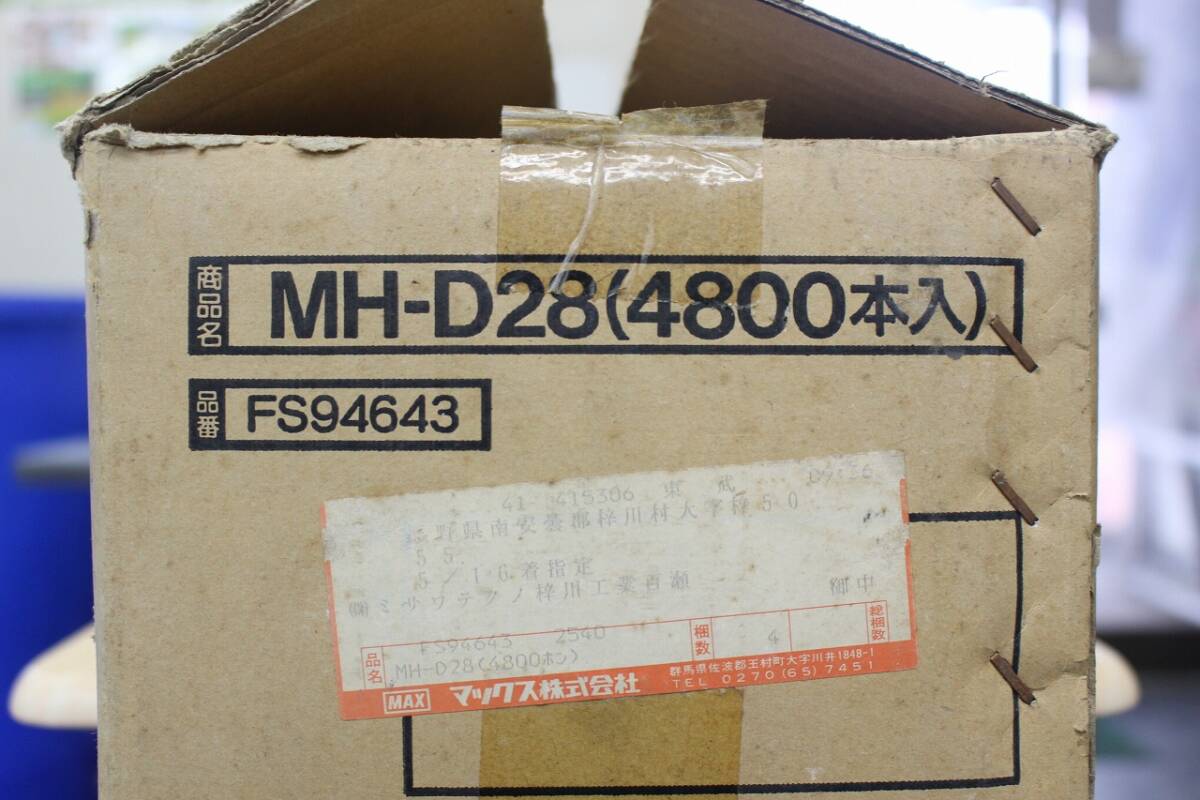 商品名 MH-D28(4800本入)
品番 FS94643
41 415306 東 武 09:56
野県南安曇郡梓川村大字梓50
55
5/16着指定
㈱ミサワテクノ梓川工業百瀬 御中
FS94643 2540 梱数 4 総梱数
品名 MH-D28(4800ホン)
MAX マックス株式会社 群馬県佐波郡玉村町大字川井1848-1
TEL 0270(65)7451